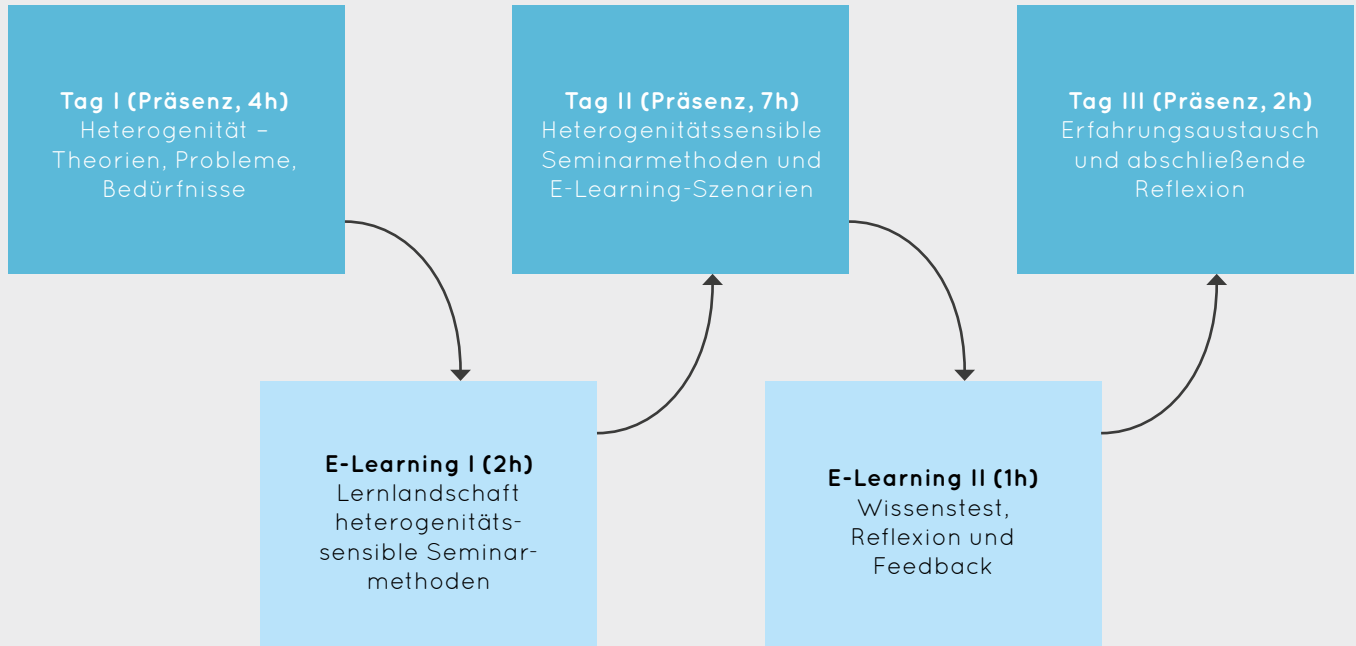 Tag I (Präsenz, 4h)
Heterogenität –
Theorien, Probleme,
Bedürfnisse
E-Learning I (2h)
Lernlandschaft
heterogenitäts-
sensible Seminar-
methoden
Tag II (Präsenz, 7h)
Heterogenitätssensible
Seminarmethoden und
E-Learning-Szenarien
E-Learning II (1h)
Wissenstest,
Reflexion und
Feedback
Tag III (Präsenz, 2h)
Erfahrungsaustausch
und abschließende
Reflexion